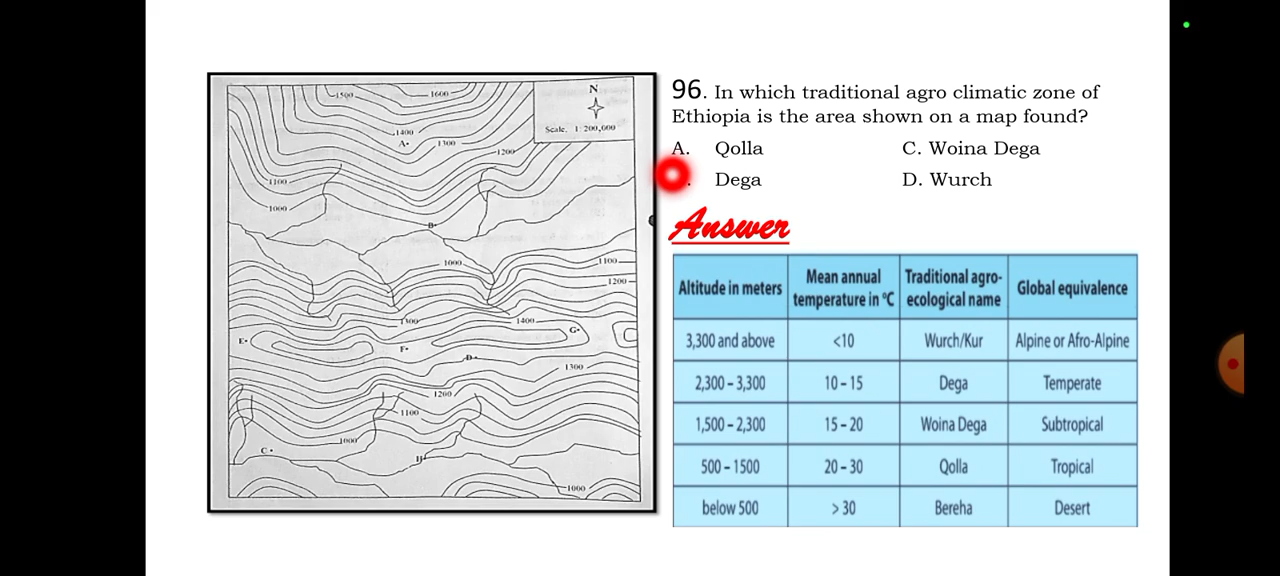 1500
1600
N
Scale. 1 200,000
1400
A
1300
1200
1100
1000
B
1000
1100
1200
1300
1400
G
E
F
D
1300
1200
1100
1000
C
H
1000
96. In which traditional agro climatic zone of
Ethiopia is the area shown on a map found?
A. Qolla
C. Woina Dega
Dega
D. Wurch
Answer
Altitude in meters
Mean annual
temperature in °C
Traditional agro-
ecological name
Global equivalence
3,300 and above
<10
Wurch/Kur
Alpine or Afro-Alpine
2,300 – 3,300
10 – 15
Dega
Temperate
1,500 – 2,300
15 – 20
Woina Dega
Subtropical
500 – 1500
20 – 30
Qolla
Tropical
below 500
> 30
Bereha
Desert